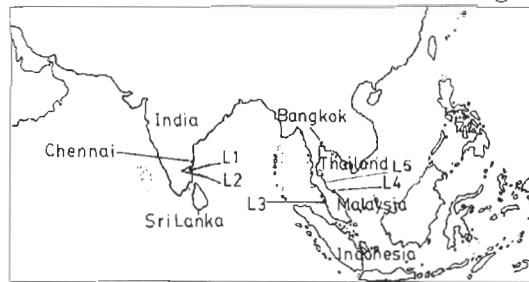 India
Bangkok
Chennai
L1
Thailand
L5
L2
L4
L3
Malaysia
Sri Lanka
Indonesia